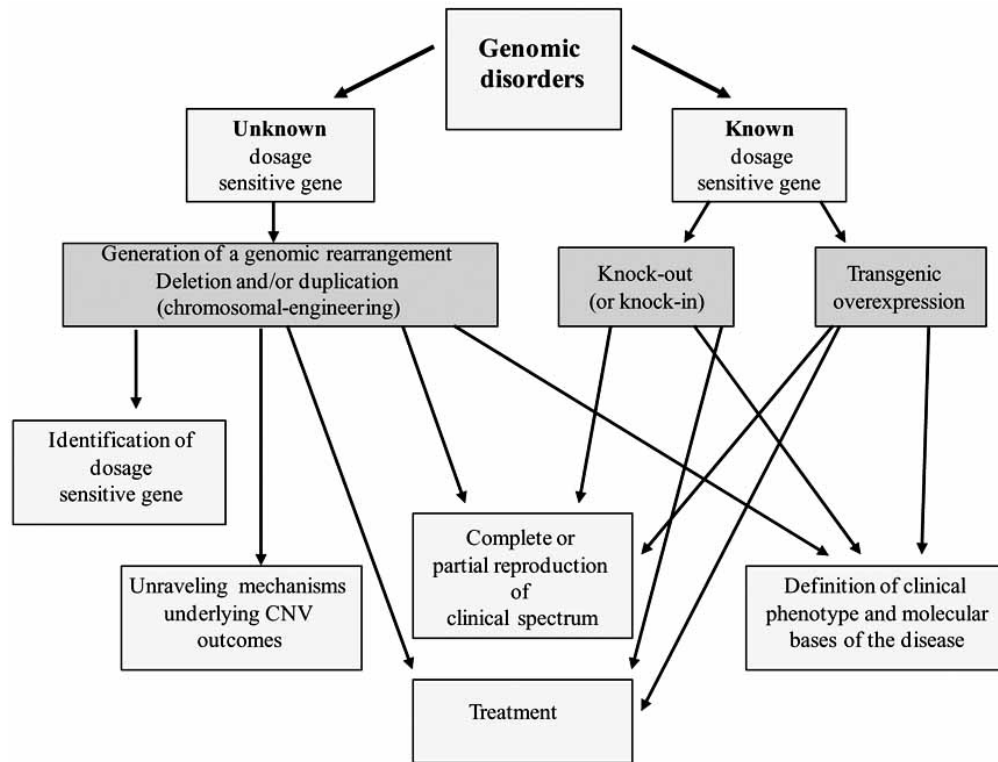 Genomic
disorders
Unknown
dosage
sensitive gene
Known
dosage
sensitive gene
Generation of a genomic rearrangement
Deletion and/or duplication
(chromosomal-engineering)
Knock-out
(or knock-in)
Transgenic
overexpression
Identification of
dosage
sensitive gene
Unraveling mechanisms
underlying CNV
outcomes
Complete or
partial reproduction
of
clinical spectrum
Definition of clinical
phenotype and molecular
bases of the disease
Treatment